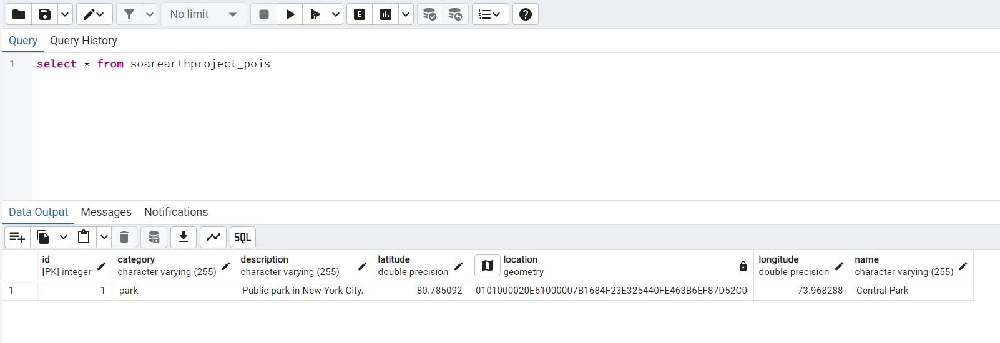 No limit
E
Query Query History
1 select * from soarearthproject_pois
Data Output Messages Notifications
SQL
id category description latitude location longitude name
[PK] integer character varying (255) character varying (255) double precision geometry double precision character varying (255)
1 1 park Public park in New York City. 80.785092 0101000020E61000007B1684F23E325440FE463B6EF87D52C0 -73.968288 Central Park